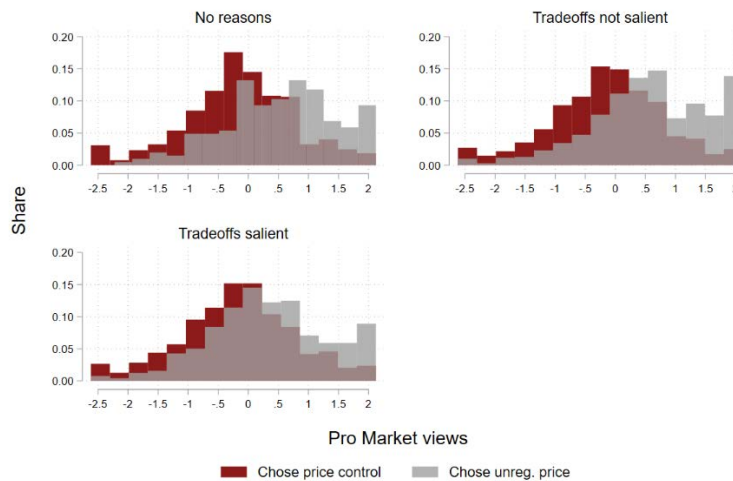 No reasons
Tradeoffs not salient
0.20
0.15
0.10
0.05
0.00
-2.5 -2 -1.5 -1 -.5 0 .5 1 1.5 2
0.20
0.15
0.10
0.05
0.00
-2.5 -2 -1.5 -1 -.5 0 .5 1 1.5 2
Share
Tradeoffs salient
0.20
0.15
0.10
0.05
0.00
-2.5 -2 -1.5 -1 -.5 0 .5 1 1.5 2
Pro Market views
Chose price control
Chose unreg. price